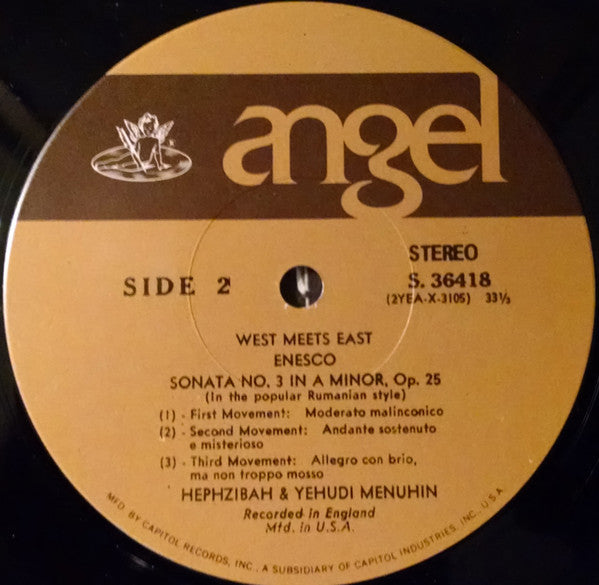 angel
STEREO
SIDE 2
S. 36418
(2YEA-X-3105) 33⅓
WEST MEETS EAST
ENESCO
SONATA NO. 3 IN A MINOR, Op. 25
(In the popular Rumanian style)
(1) - First Movement: Moderato malinconico
(2) - Second Movement: Andante sostenuto
e misterioso
(3) - Third Movement: Allegro con brio,
ma non troppo mosso
HEPHZIBAH & YEHUDI MENUHIN
Recorded in England
Mfd. in U.S.A.
MFD. BY CAPITOL RECORDS, INC., A SUBSIDIARY OF CAPITOL INDUSTRIES, INC., U.S.A.